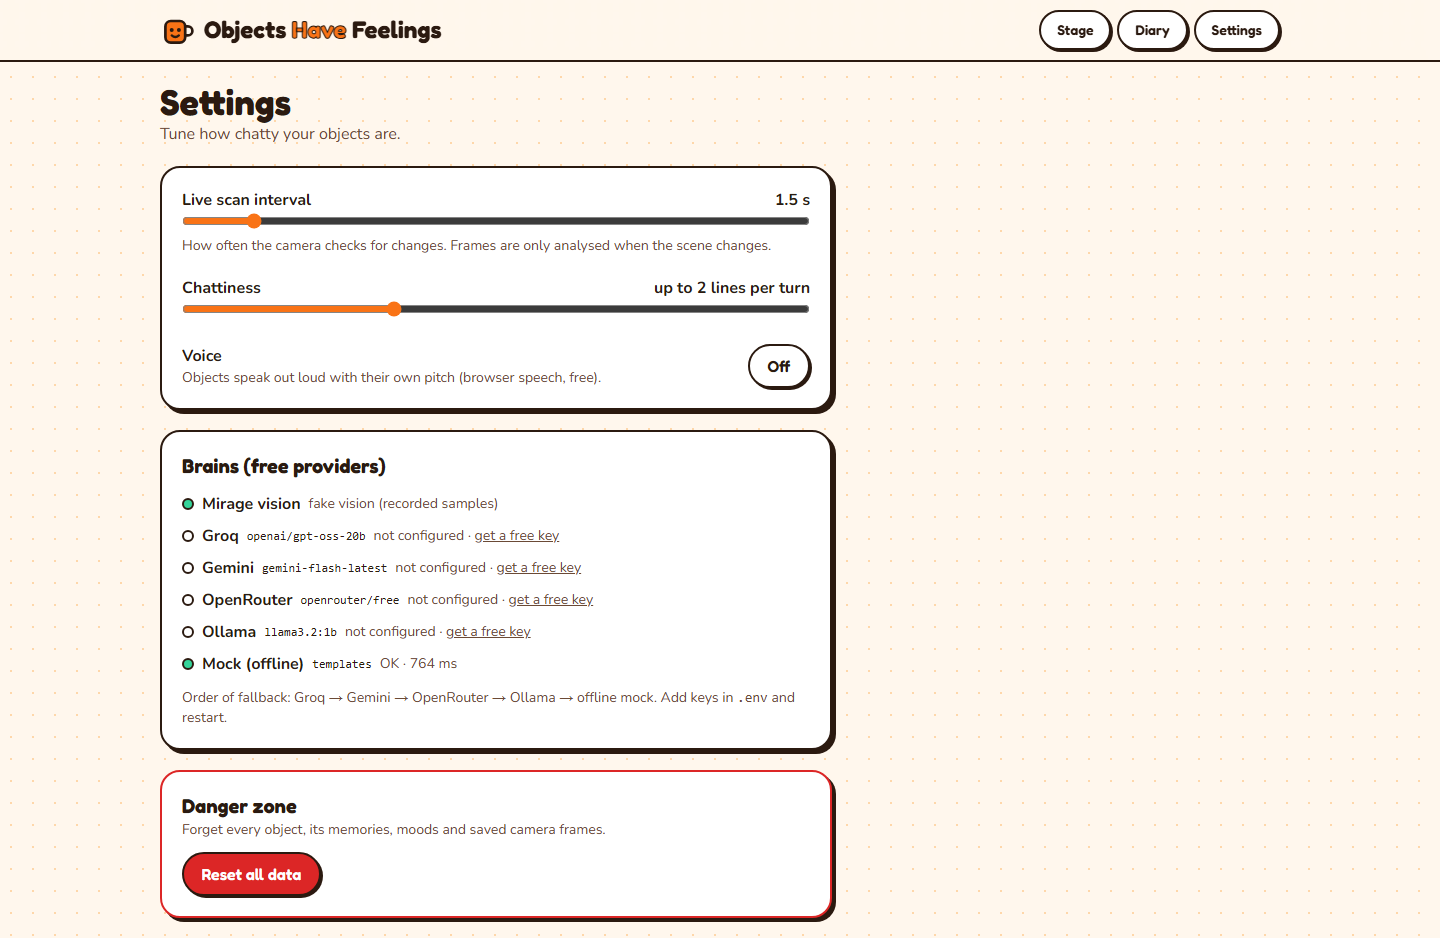 Objects Have Feelings
Stage
Diary
Settings
Settings
Tune how chatty your objects are.
Live scan interval
1.5 s
How often the camera checks for changes. Frames are only analysed when the scene changes.
Chattiness
up to 2 lines per turn
Voice
Objects speak out loud with their own pitch (browser speech, free).
Off
Brains (free providers)
Mirage vision fake vision (recorded samples)
Groq openai/gpt-oss-20b not configured · get a free key
Gemini gemini-flash-latest not configured · get a free key
OpenRouter openrouter/free not configured · get a free key
Ollama llama3.2:1b not configured · get a free key
Mock (offline) templates OK · 764 ms
Order of fallback: Groq → Gemini → OpenRouter → Ollama → offline mock. Add keys in .env and
restart.
Danger zone
Forget every object, its memories, moods and saved camera frames.
Reset all data